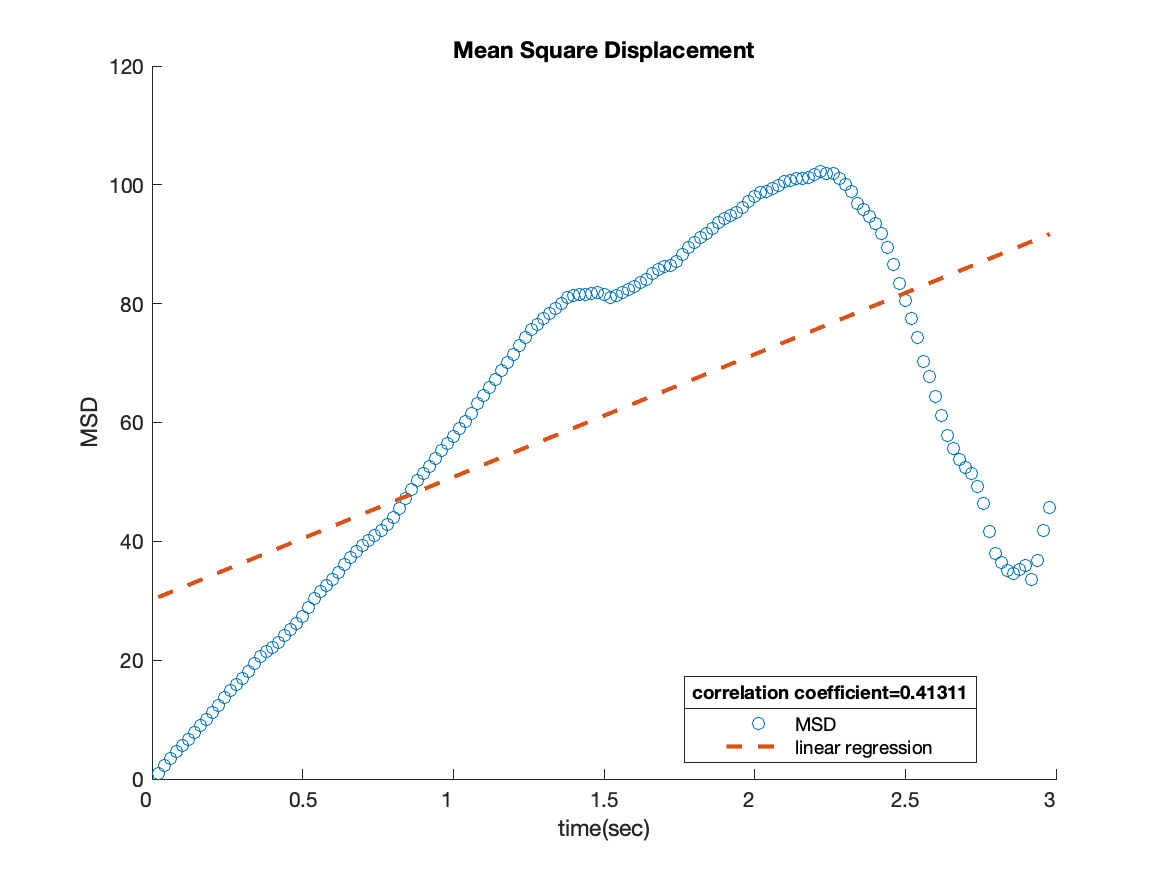 Mean Square Displacement
120
100
80
60
40
20
0
MSD
0
0.5
1
1.5
2
2.5
3
time(sec)
correlation coefficient=0.41311
MSD
linear regression